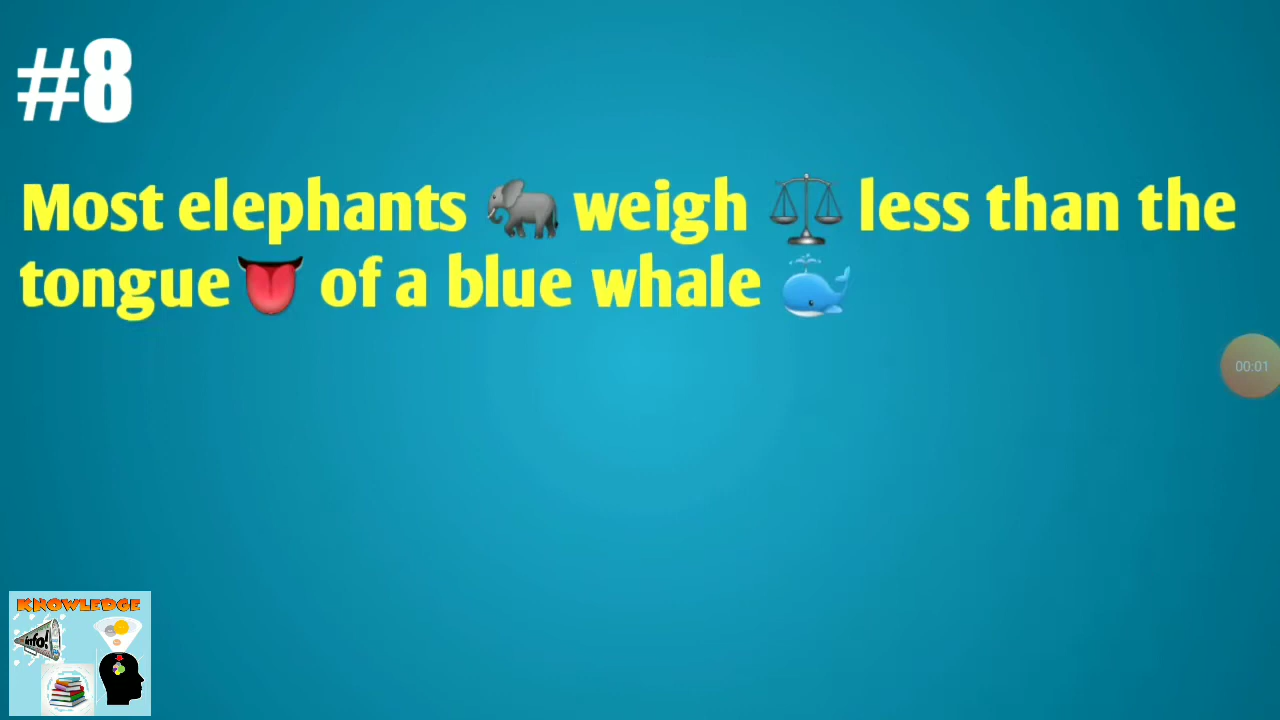 #8
Most elephants 🐘 weigh ⚖️ less than the
tongue👅 of a blue whale 🐳
00:01
KNOWLEDGE
info!